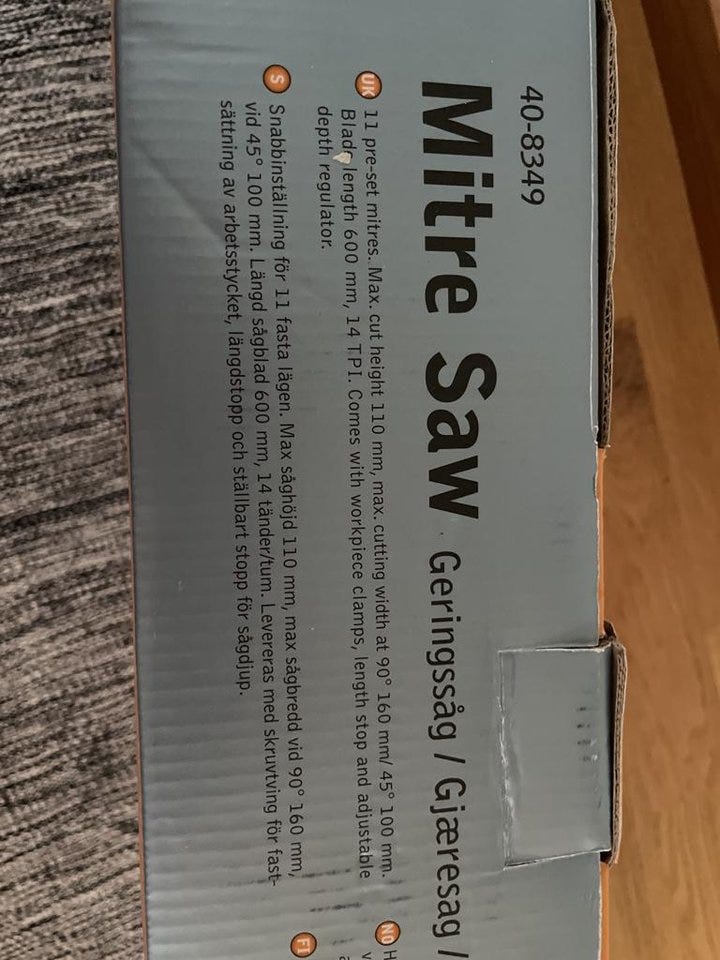 40-8349
Mitre Saw Geringssåg / Gjæresag /
UK 11 pre-set mitres. Max. cut height 110 mm, max. cutting width at 90° 160 mm/ 45° 100 mm.
Blade length 600 mm, 14 TPI. Comes with workpiece clamps, length stop and adjustable
depth regulator.
S Snabbinställning för 11 fasta lägen. Max såghöjd 110 mm, max sågbredd vid 90° 160 mm,
vid 45° 100 mm. Längd sågblad 600 mm, 14 tänder/tum. Levereras med skruvtving för fast-
sättning av arbetsstycket, längdstopp och ställbart stopp för sågdjup.
NO
FI